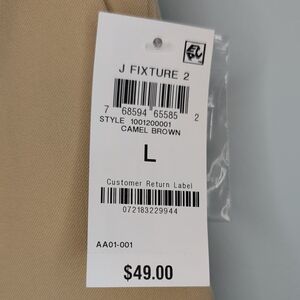 J FIXTURE 2
7 68594 65585 2
STYLE 1001200001
CAMEL BROWN
L
Customer Return Label
072183229944
AA01-001
$49.00